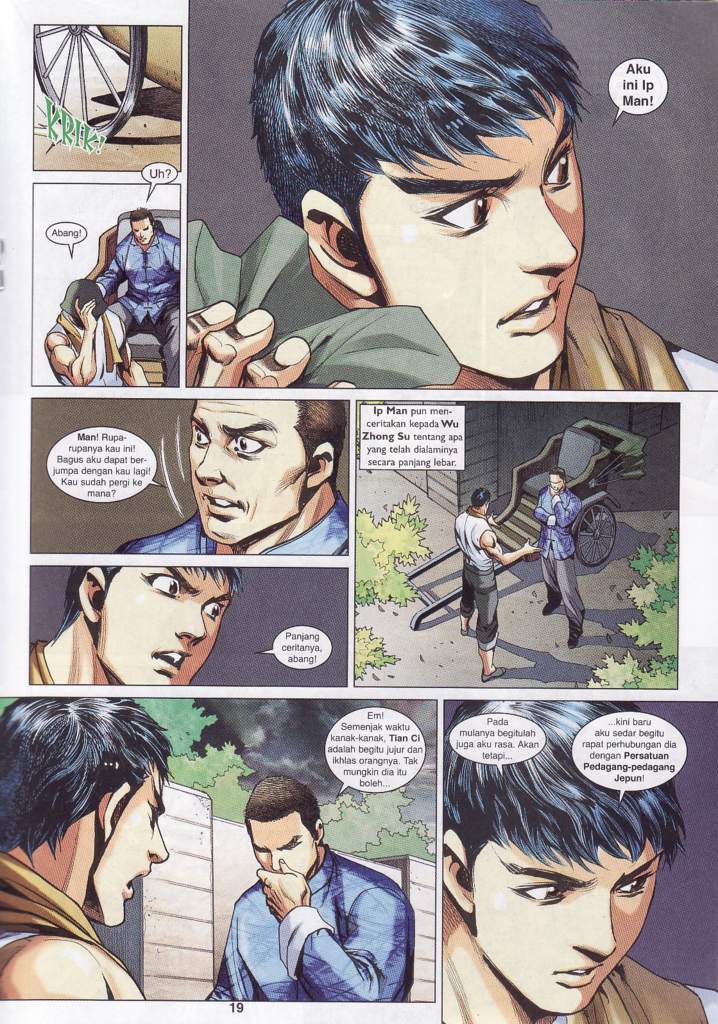 KRIK!
Uh?
Abang!
Aku
ini Ip
Man!
Man! Rupa-
rupanya kau ini!
Bagus aku dapat ber-
jumpa dengan kau lagi!
Kau sudah pergi ke
mana?
Panjang
ceritanya,
abang!
Ip Man pun men-
ceritakan kepada Wu
Zhong Su tentang apa
yang telah dialaminya
secara panjang lebar.
Em!
Semenjak waktu
kanak-kanak, Tian Ci
adalah begitu jujur dan
ikhlas orangnya. Tak
mungkin dia itu
boleh...
Pada
mulanya begitulah
juga aku rasa. Akan
tetapi...
...kini baru
aku sedar begitu
rapat perhubungan dia
dengan Persatuan
Pedagang-pedagang
Jepun!
19